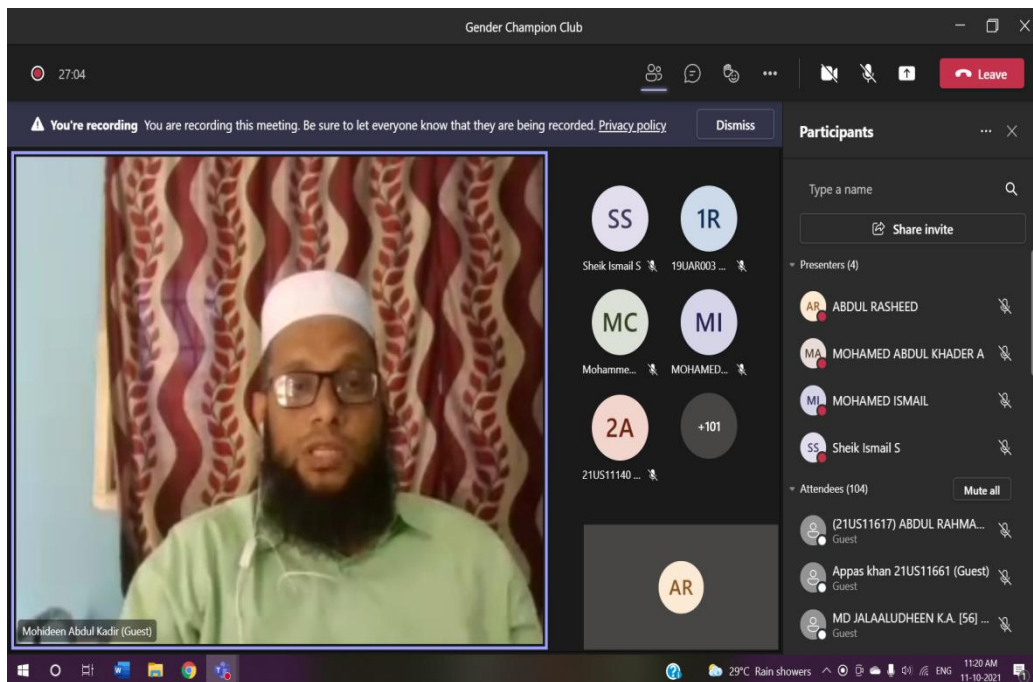 Gender Champion Club
27:04
Leave
You're recording You are recording this meeting. Be sure to let everyone know that they are being recorded. Privacy policy
Dismiss
Mohideen Abdul Kadir (Guest)
SS
1R
Sheik Ismail S
19UAR003 ...
MC
MI
Mohamme...
MOHAMED...
2A
+101
21US11140 ...
AR
Participants
Type a name
Share invite
Presenters (4)
AR ABDUL RASHEED
MA MOHAMED ABDUL KHADER A
MI MOHAMED ISMAIL
SS Sheik Ismail S
Attendees (104)
Mute all
(21US11617) ABDUL RAHMA...
Guest
Appas khan 21US11661 (Guest)
Guest
MD JALAALUDHEEN K.A. [56] ...
Guest
29°C Rain showers
ENG
11:20 AM
11-10-2021